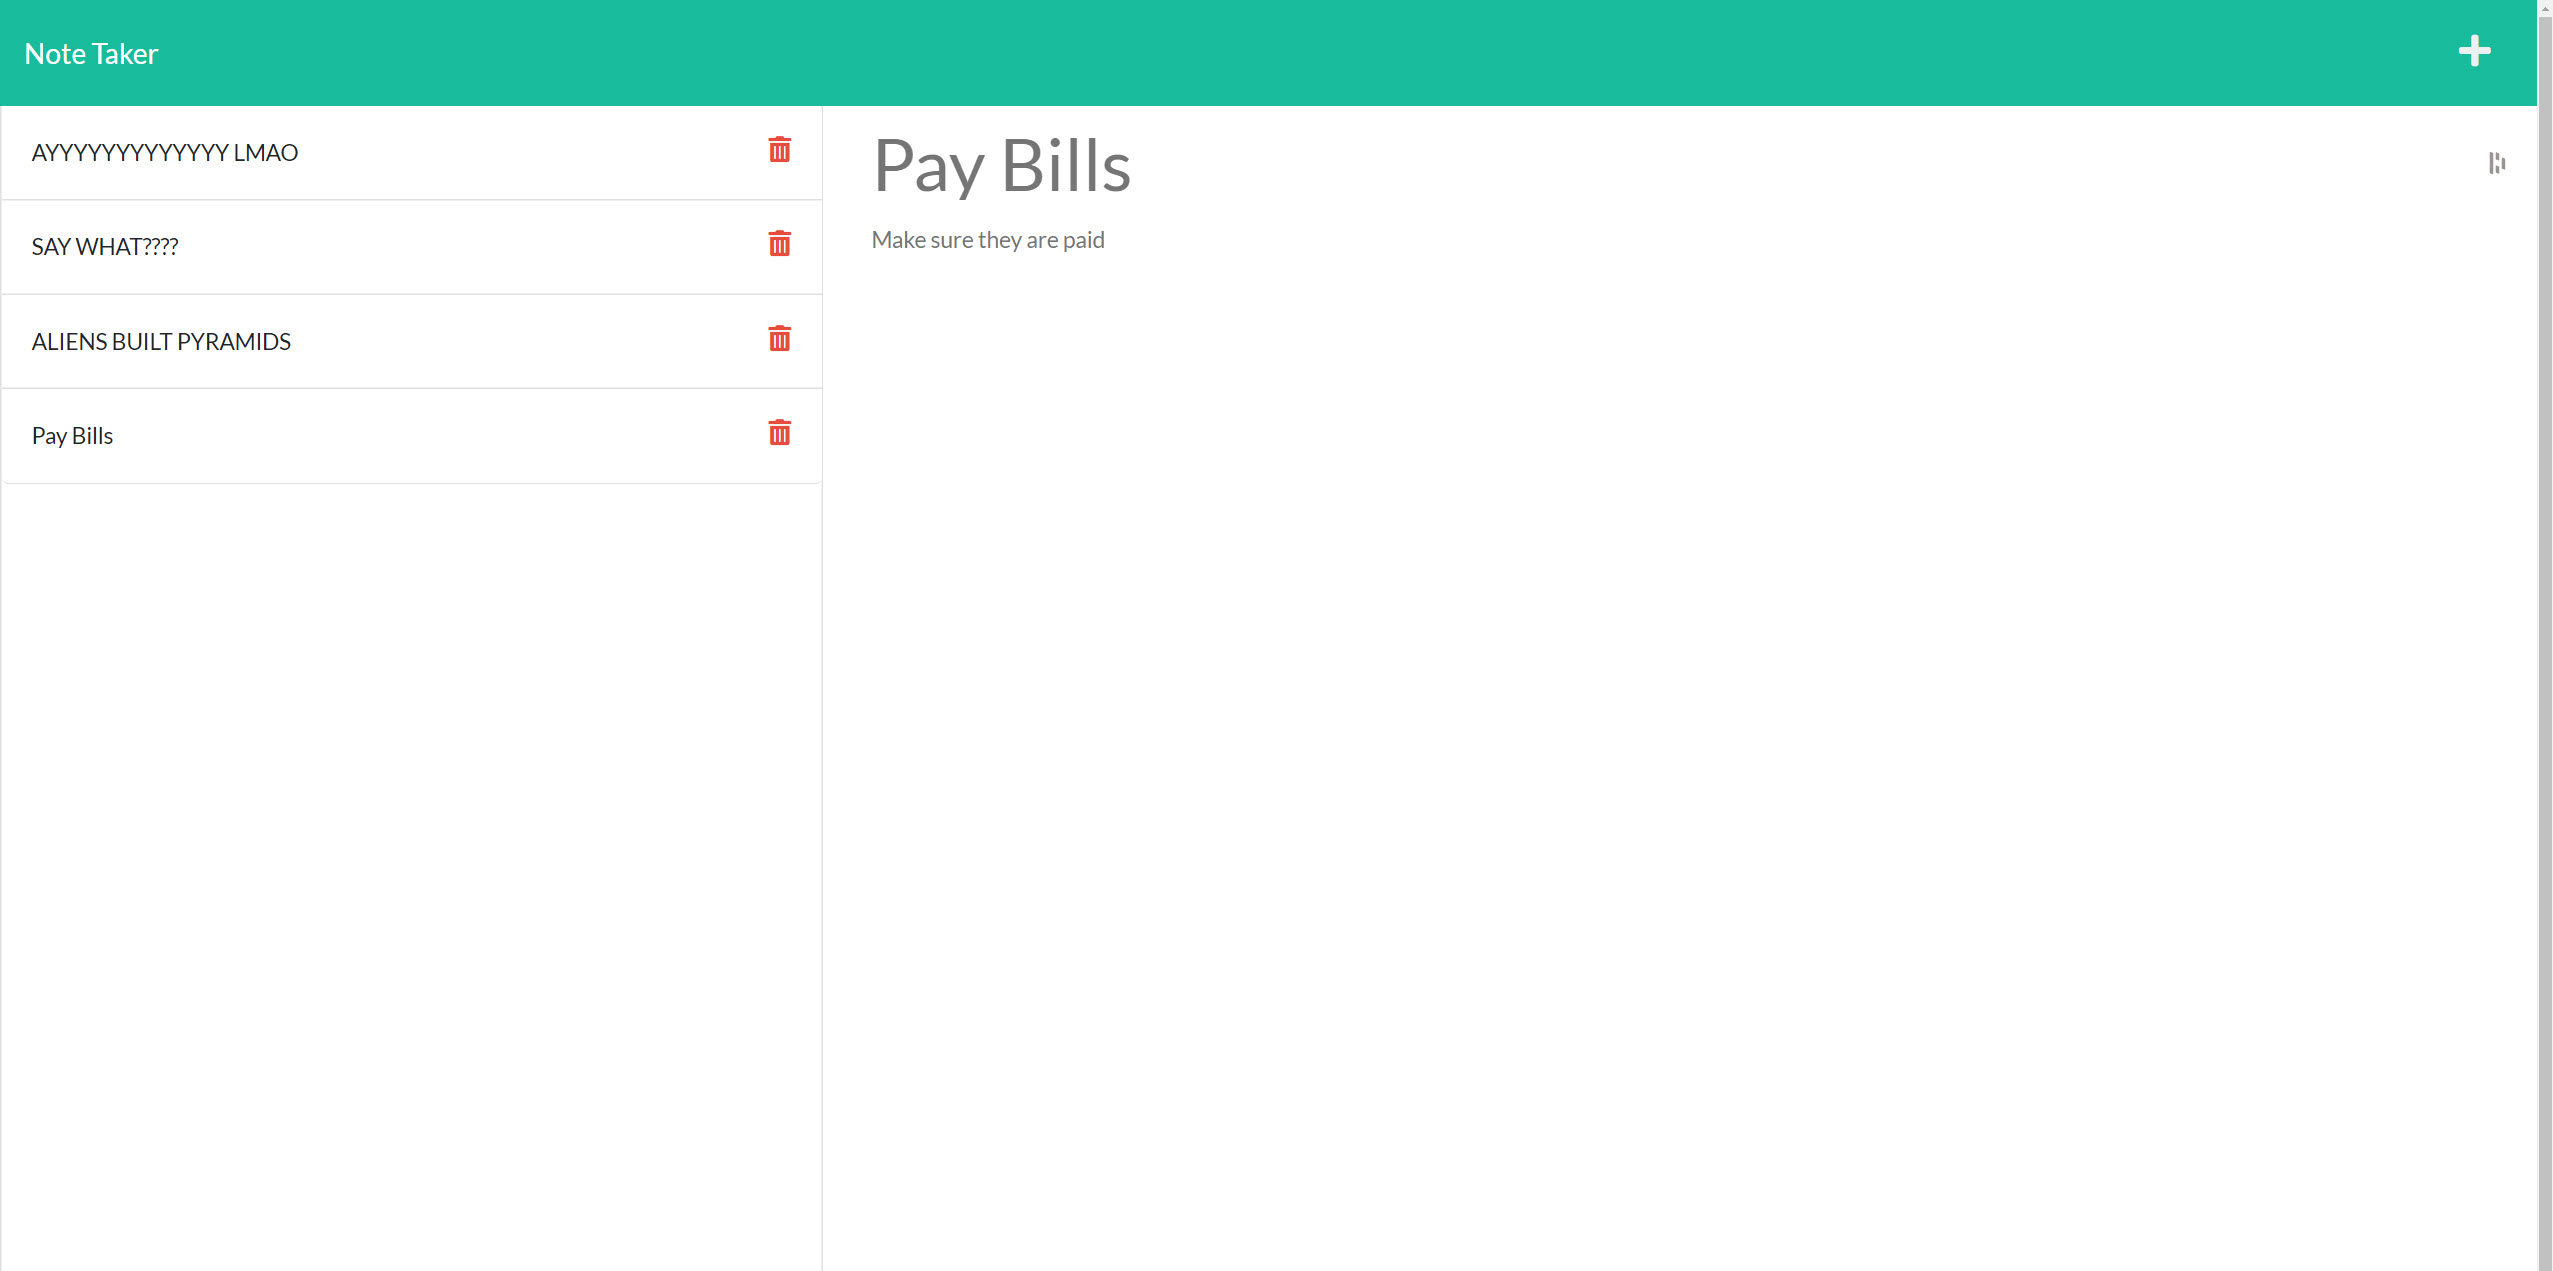 Note Taker
AYYYYYYYYYYYYY LMAO
SAY WHAT????
ALIENS BUILT PYRAMIDS
Pay Bills
Pay Bills
Make sure they are paid